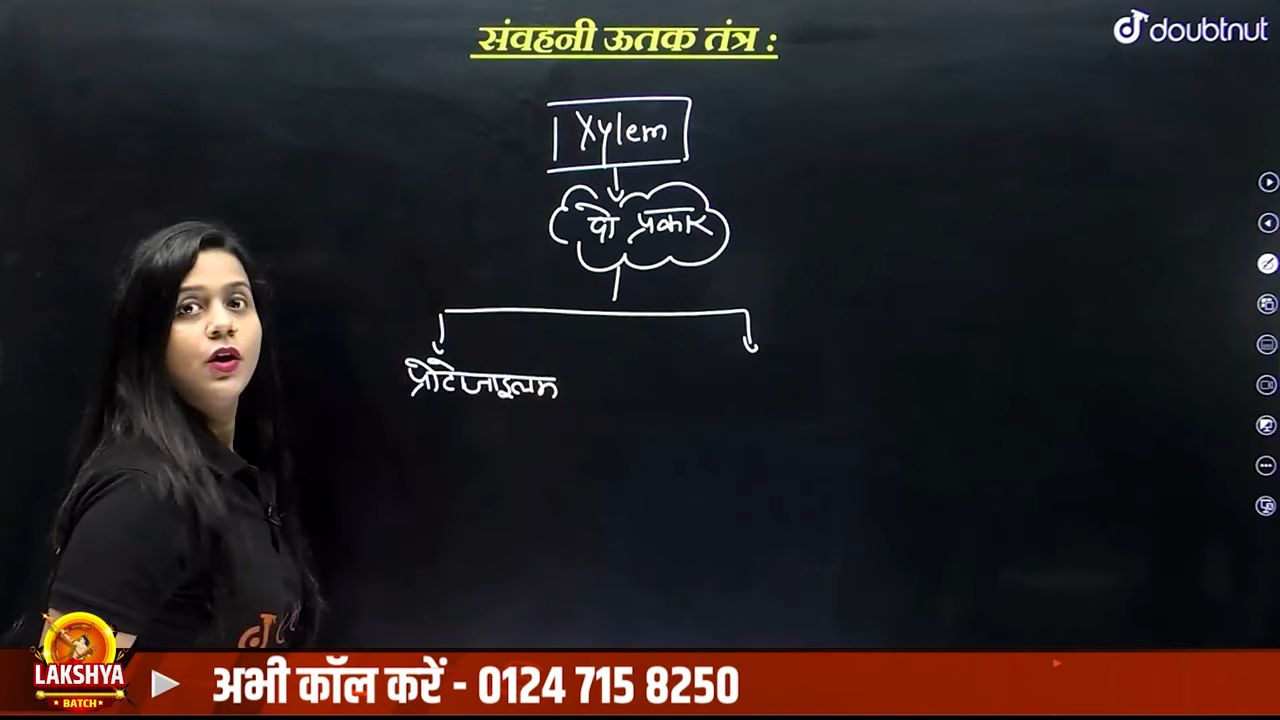 संवहनी ऊतक तंत्र :
doubtnut
Xylem
दो प्रकार
प्रोटोजाइलम
LAKSHYA
BATCH
अभी कॉल करें - 0124 715 8250